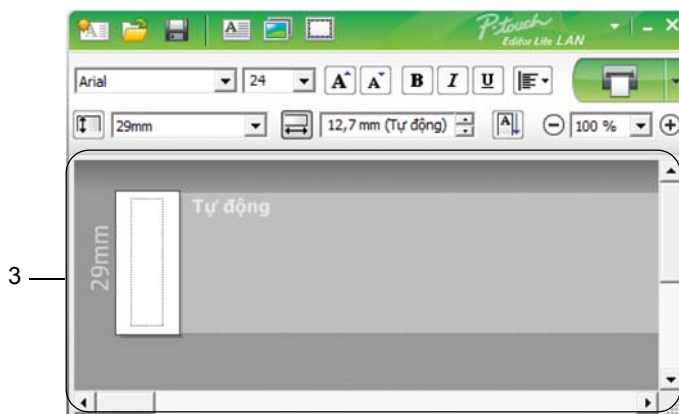 P-touch
Editor Lite LAN
Arial
24
A A B I U
29mm
12,7 mm (Tự động)
A
100 %
Tự động
29mm
3